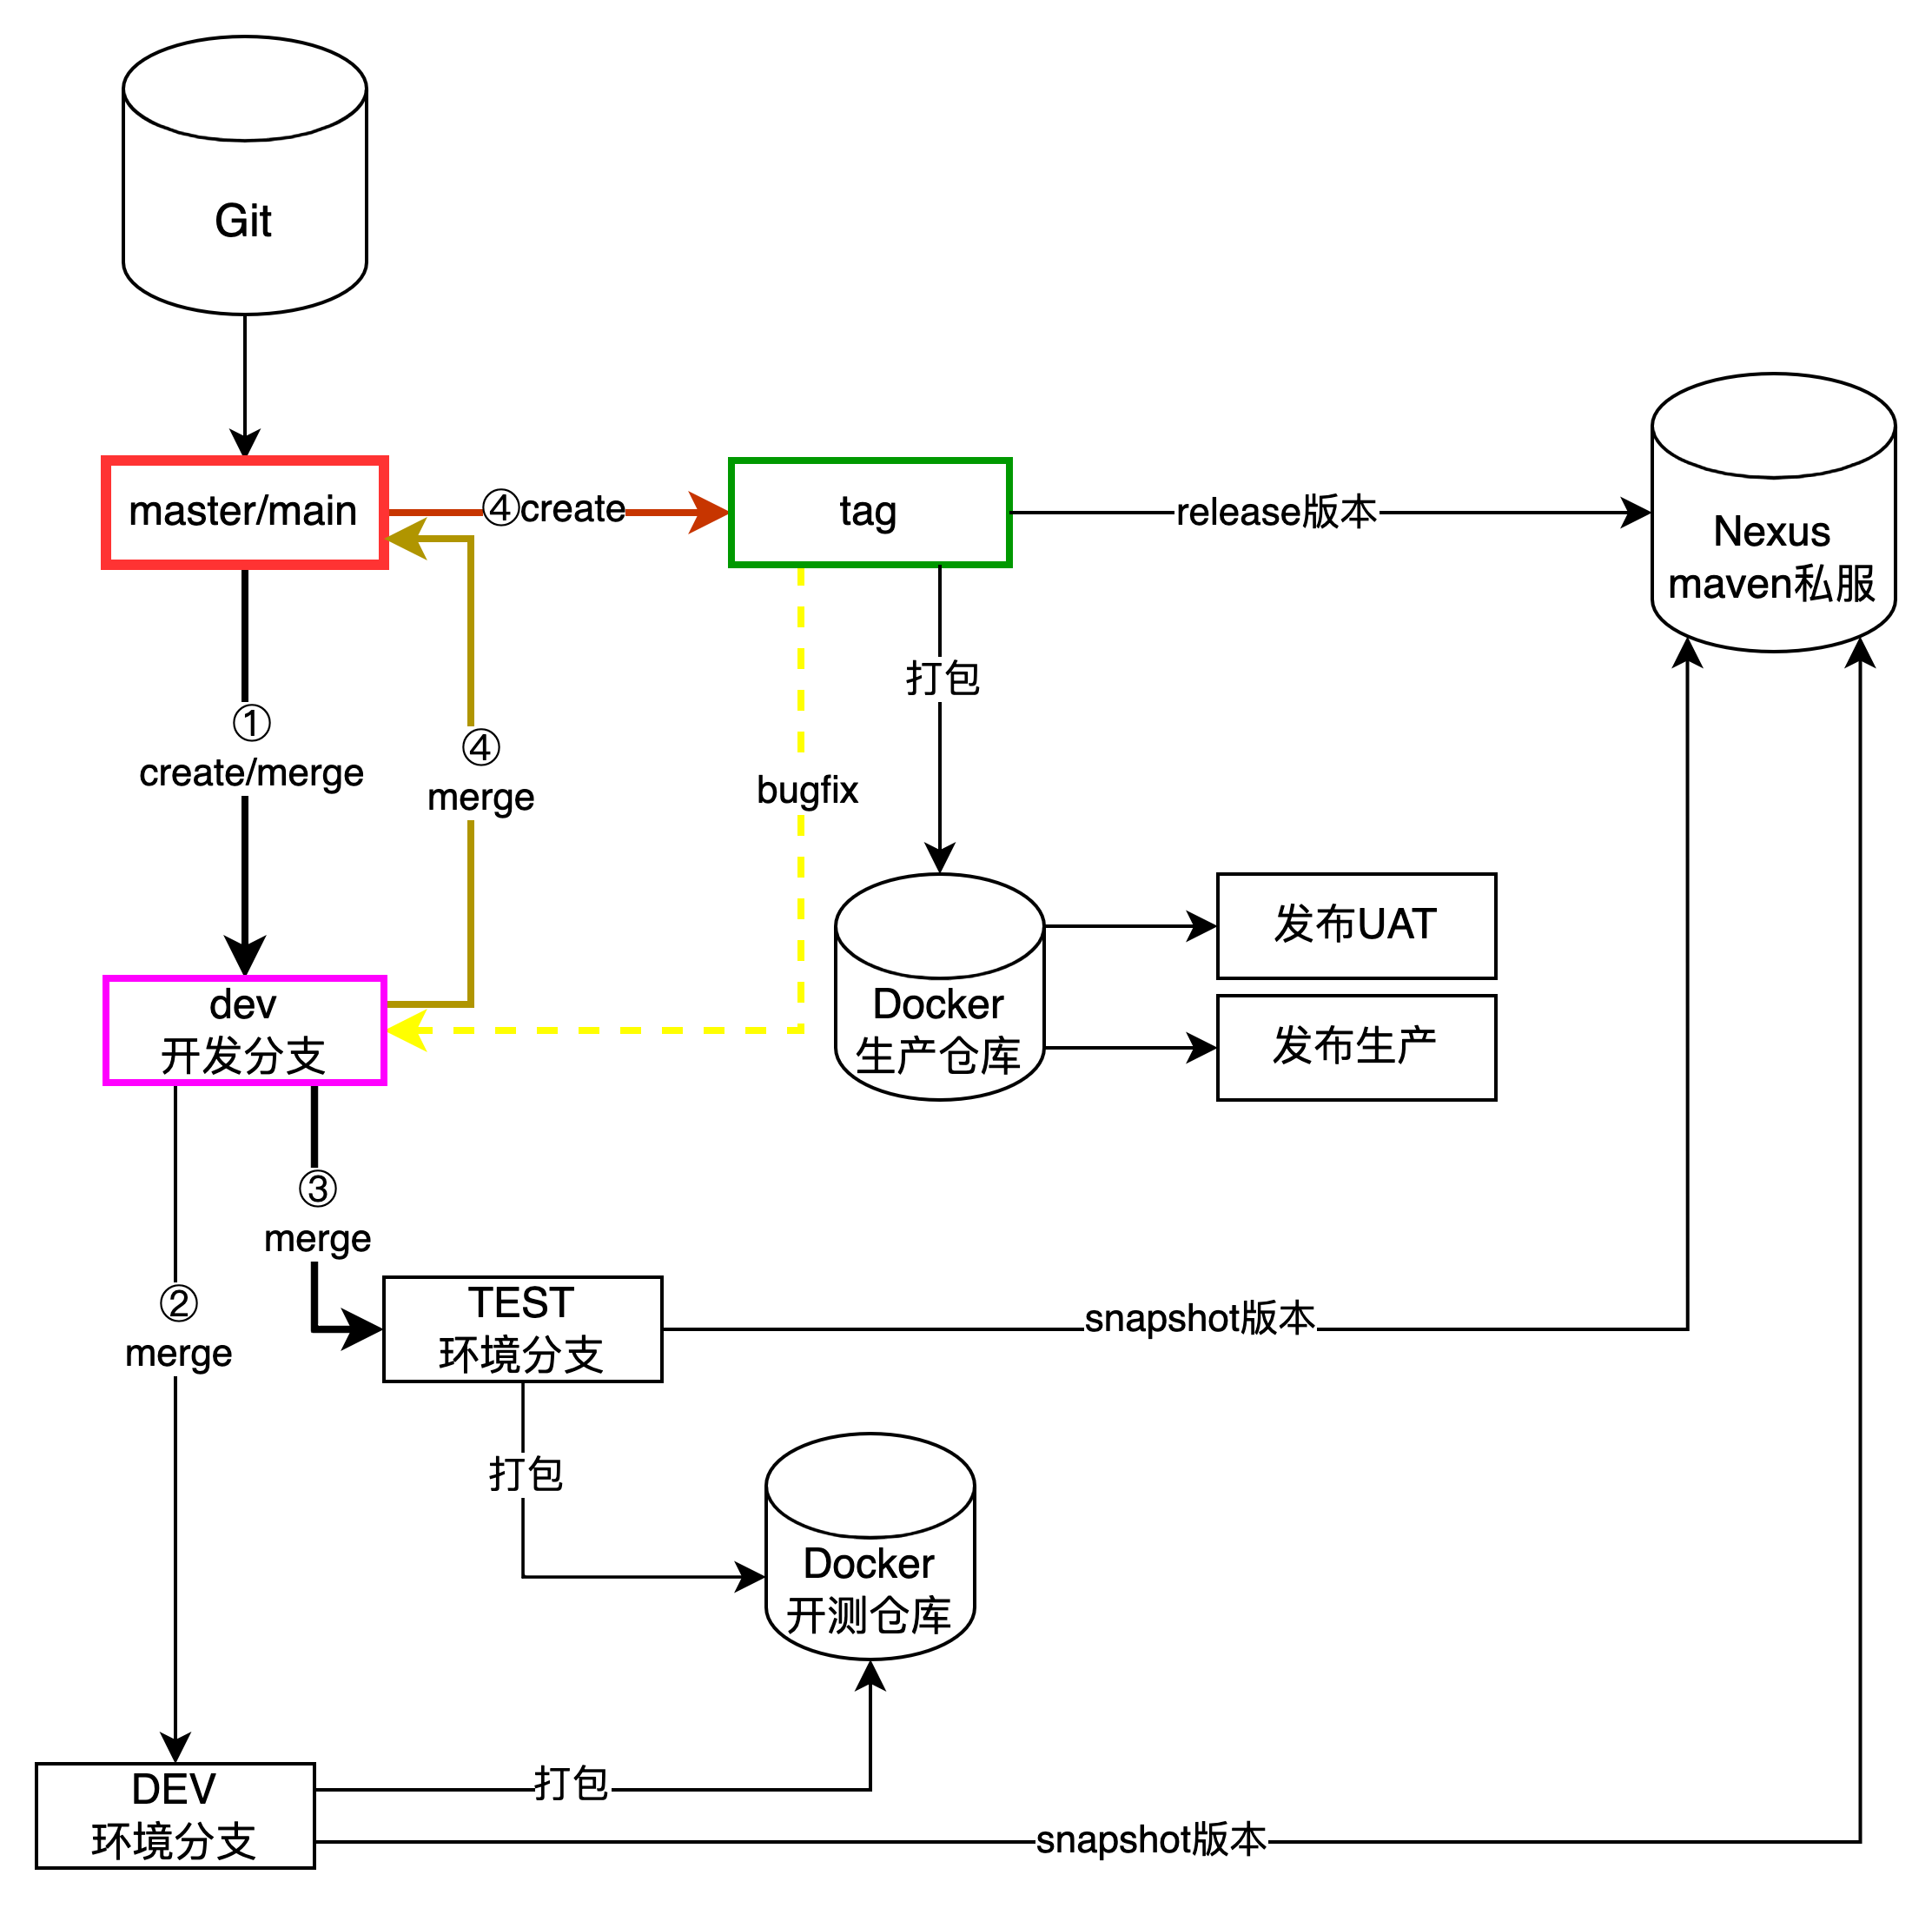 Git
master/main
④create
tag
release版本
Nexus
maven私服
打包
①
create/merge
④
merge
bugfix
发布UAT
dev
开发分支
Docker
生产仓库
发布生产
③
merge
②
merge
TEST
环境分支
snapshot版本
打包
Docker
开测仓库
DEV
环境分支
打包
snapshot版本